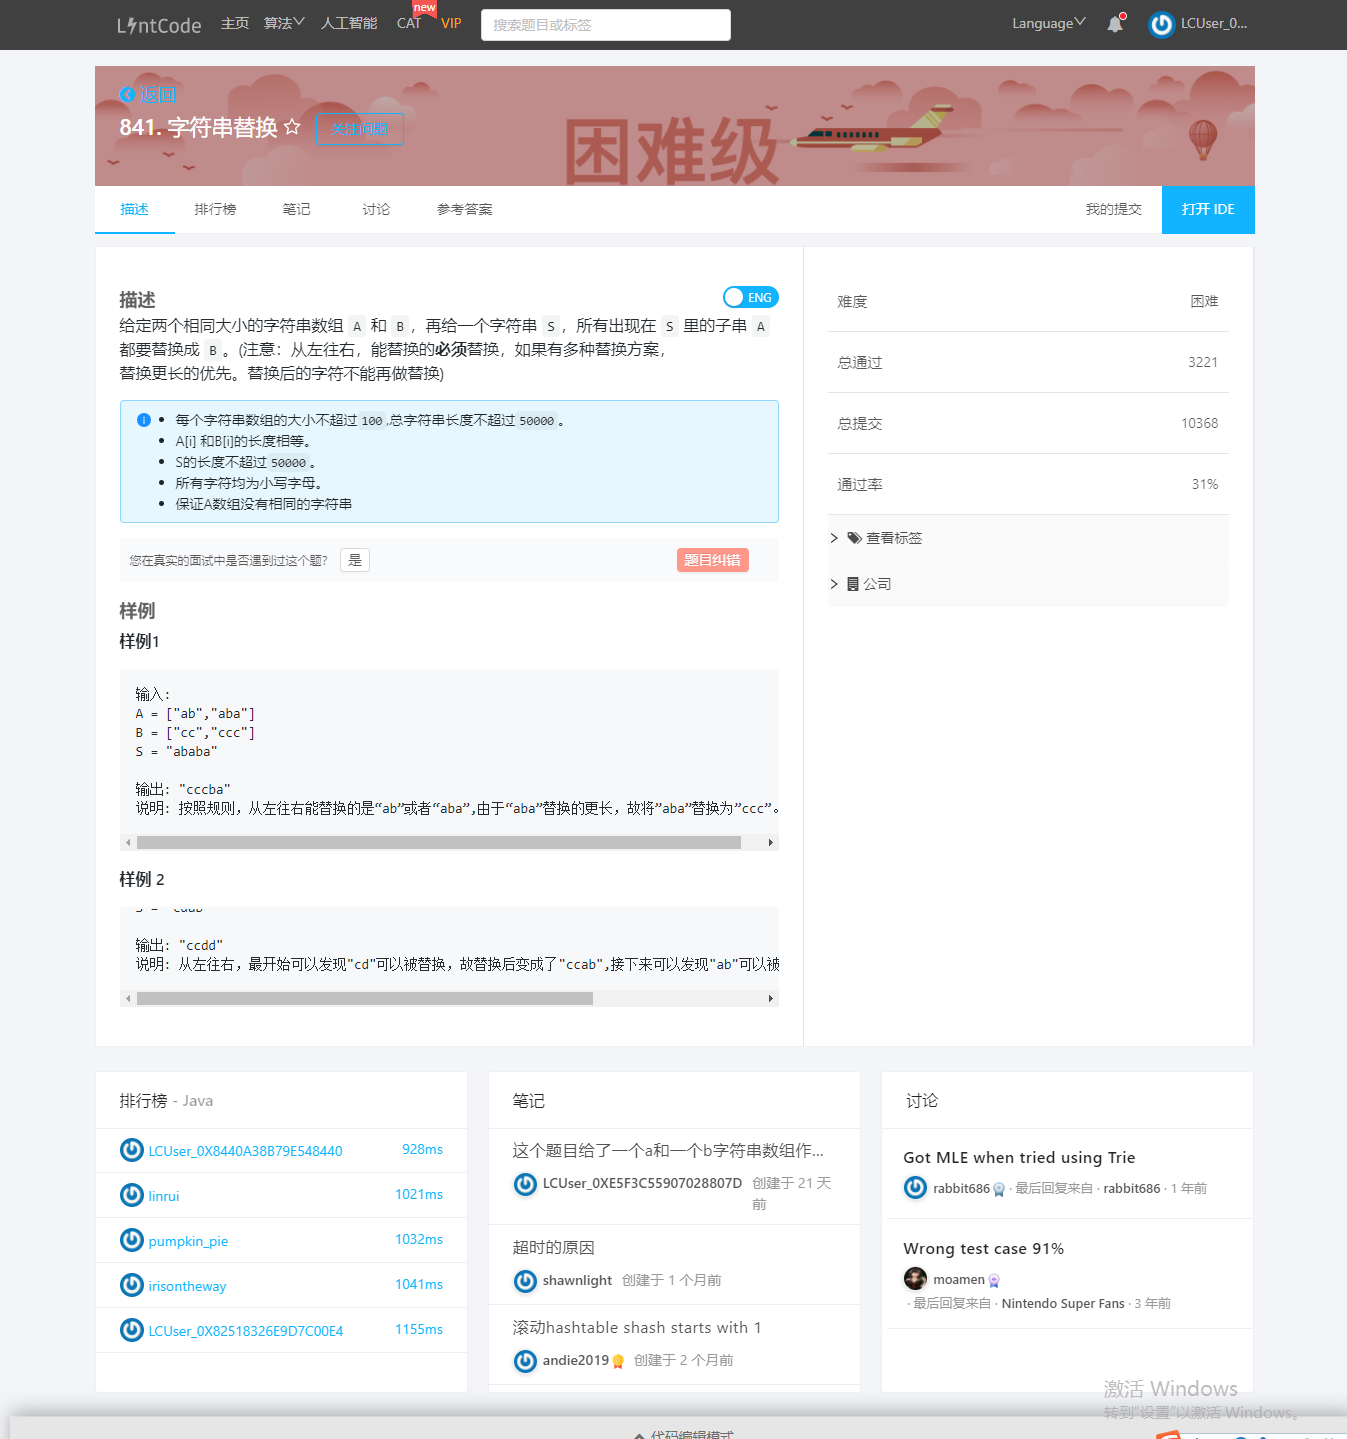 LintCode 主页 算法 人工智能 CAT new VIP 搜索题目或标签 Language LCUser_0...
返回
841. 字符串替换 关注问题
困难级
描述 排行榜 笔记 讨论 参考答案 我的提交 打开 IDE
描述 ENG
给定两个相同大小的字符串数组 A 和 B，再给一个字符串 S，所有出现在 S 里的子串 A
都要替换成 B。(注意：从左往右，能替换的必须替换，如果有多种替换方案，
替换更长的优先。替换后的字符不能再做替换)
每个字符串数组的大小不超过 100 ,总字符串长度不超过 50000 。
A[i] 和B[i]的长度相等。
S的长度不超过 50000 。
所有字符均为小写字母。
保证A数组没有相同的字符串
您在真实的面试中是否遇到过这个题？ 是 题目纠错
样例
样例1
输入：
A = ["ab","aba"]
B = ["cc","ccc"]
S = "ababa"
输出："cccba"
说明：按照规则，从左往右能替换的是“ab”或者“aba”,由于“aba”替换的更长，故将”aba”替换为”ccc”。
样例 2
输出："ccdd"
说明：从左往右，最开始可以发现"cd"可以被替换，故替换后变成了"ccab",接下来可以发现"ab"可以被
难度 困难
总通过 3221
总提交 10368
通过率 31%
查看标签
公司
排行榜 - Java
LCUser_0X8440A38B79E548440 928ms
linrui 1021ms
pumpkin_pie 1032ms
irisontheway 1041ms
LCUser_0X82518326E9D7C00E4 1155ms
笔记
这个题目给了一个a和一个b字符串数组作...
LCUser_0XE5F3C55907028807D 创建于 21 天
前
超时的原因
shawnlight 创建于 1 个月前
滚动hashtable shash starts with 1
andie2019 创建于 2 个月前
讨论
Got MLE when tried using Trie
rabbit686 · 最后回复来自 · rabbit686 · 1 年前
Wrong test case 91%
moamen
· 最后回复来自 · Nintendo Super Fans · 3 年前
激活 Windows
转到“设置”以激活 Windows。
代码编辑模式